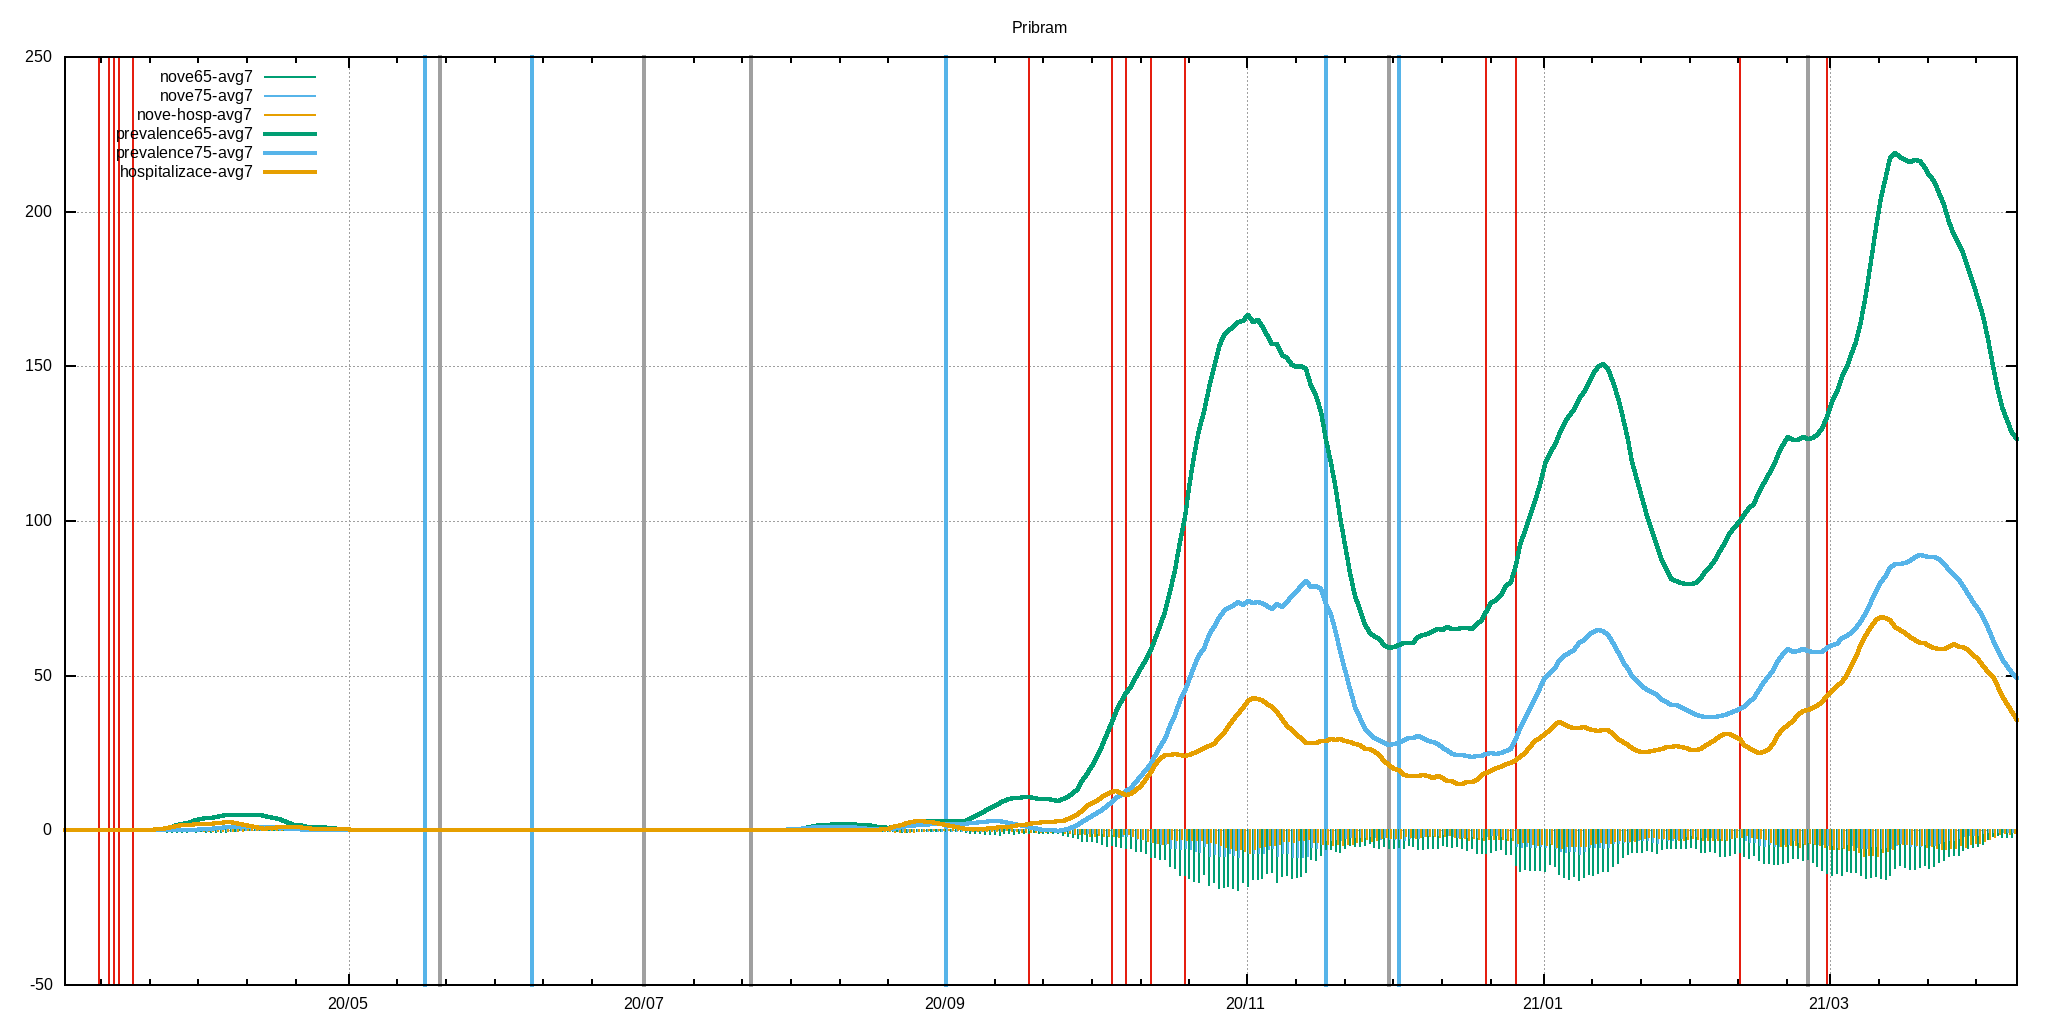 Pribram
250
nove65-avg7
nove75-avg7
nove-hosp-avg7
prevalence65-avg7
prevalence75-avg7
hospitalizace-avg7
200
150
100
50
0
-50
20/05 20/07 20/09 20/11 21/01 21/03